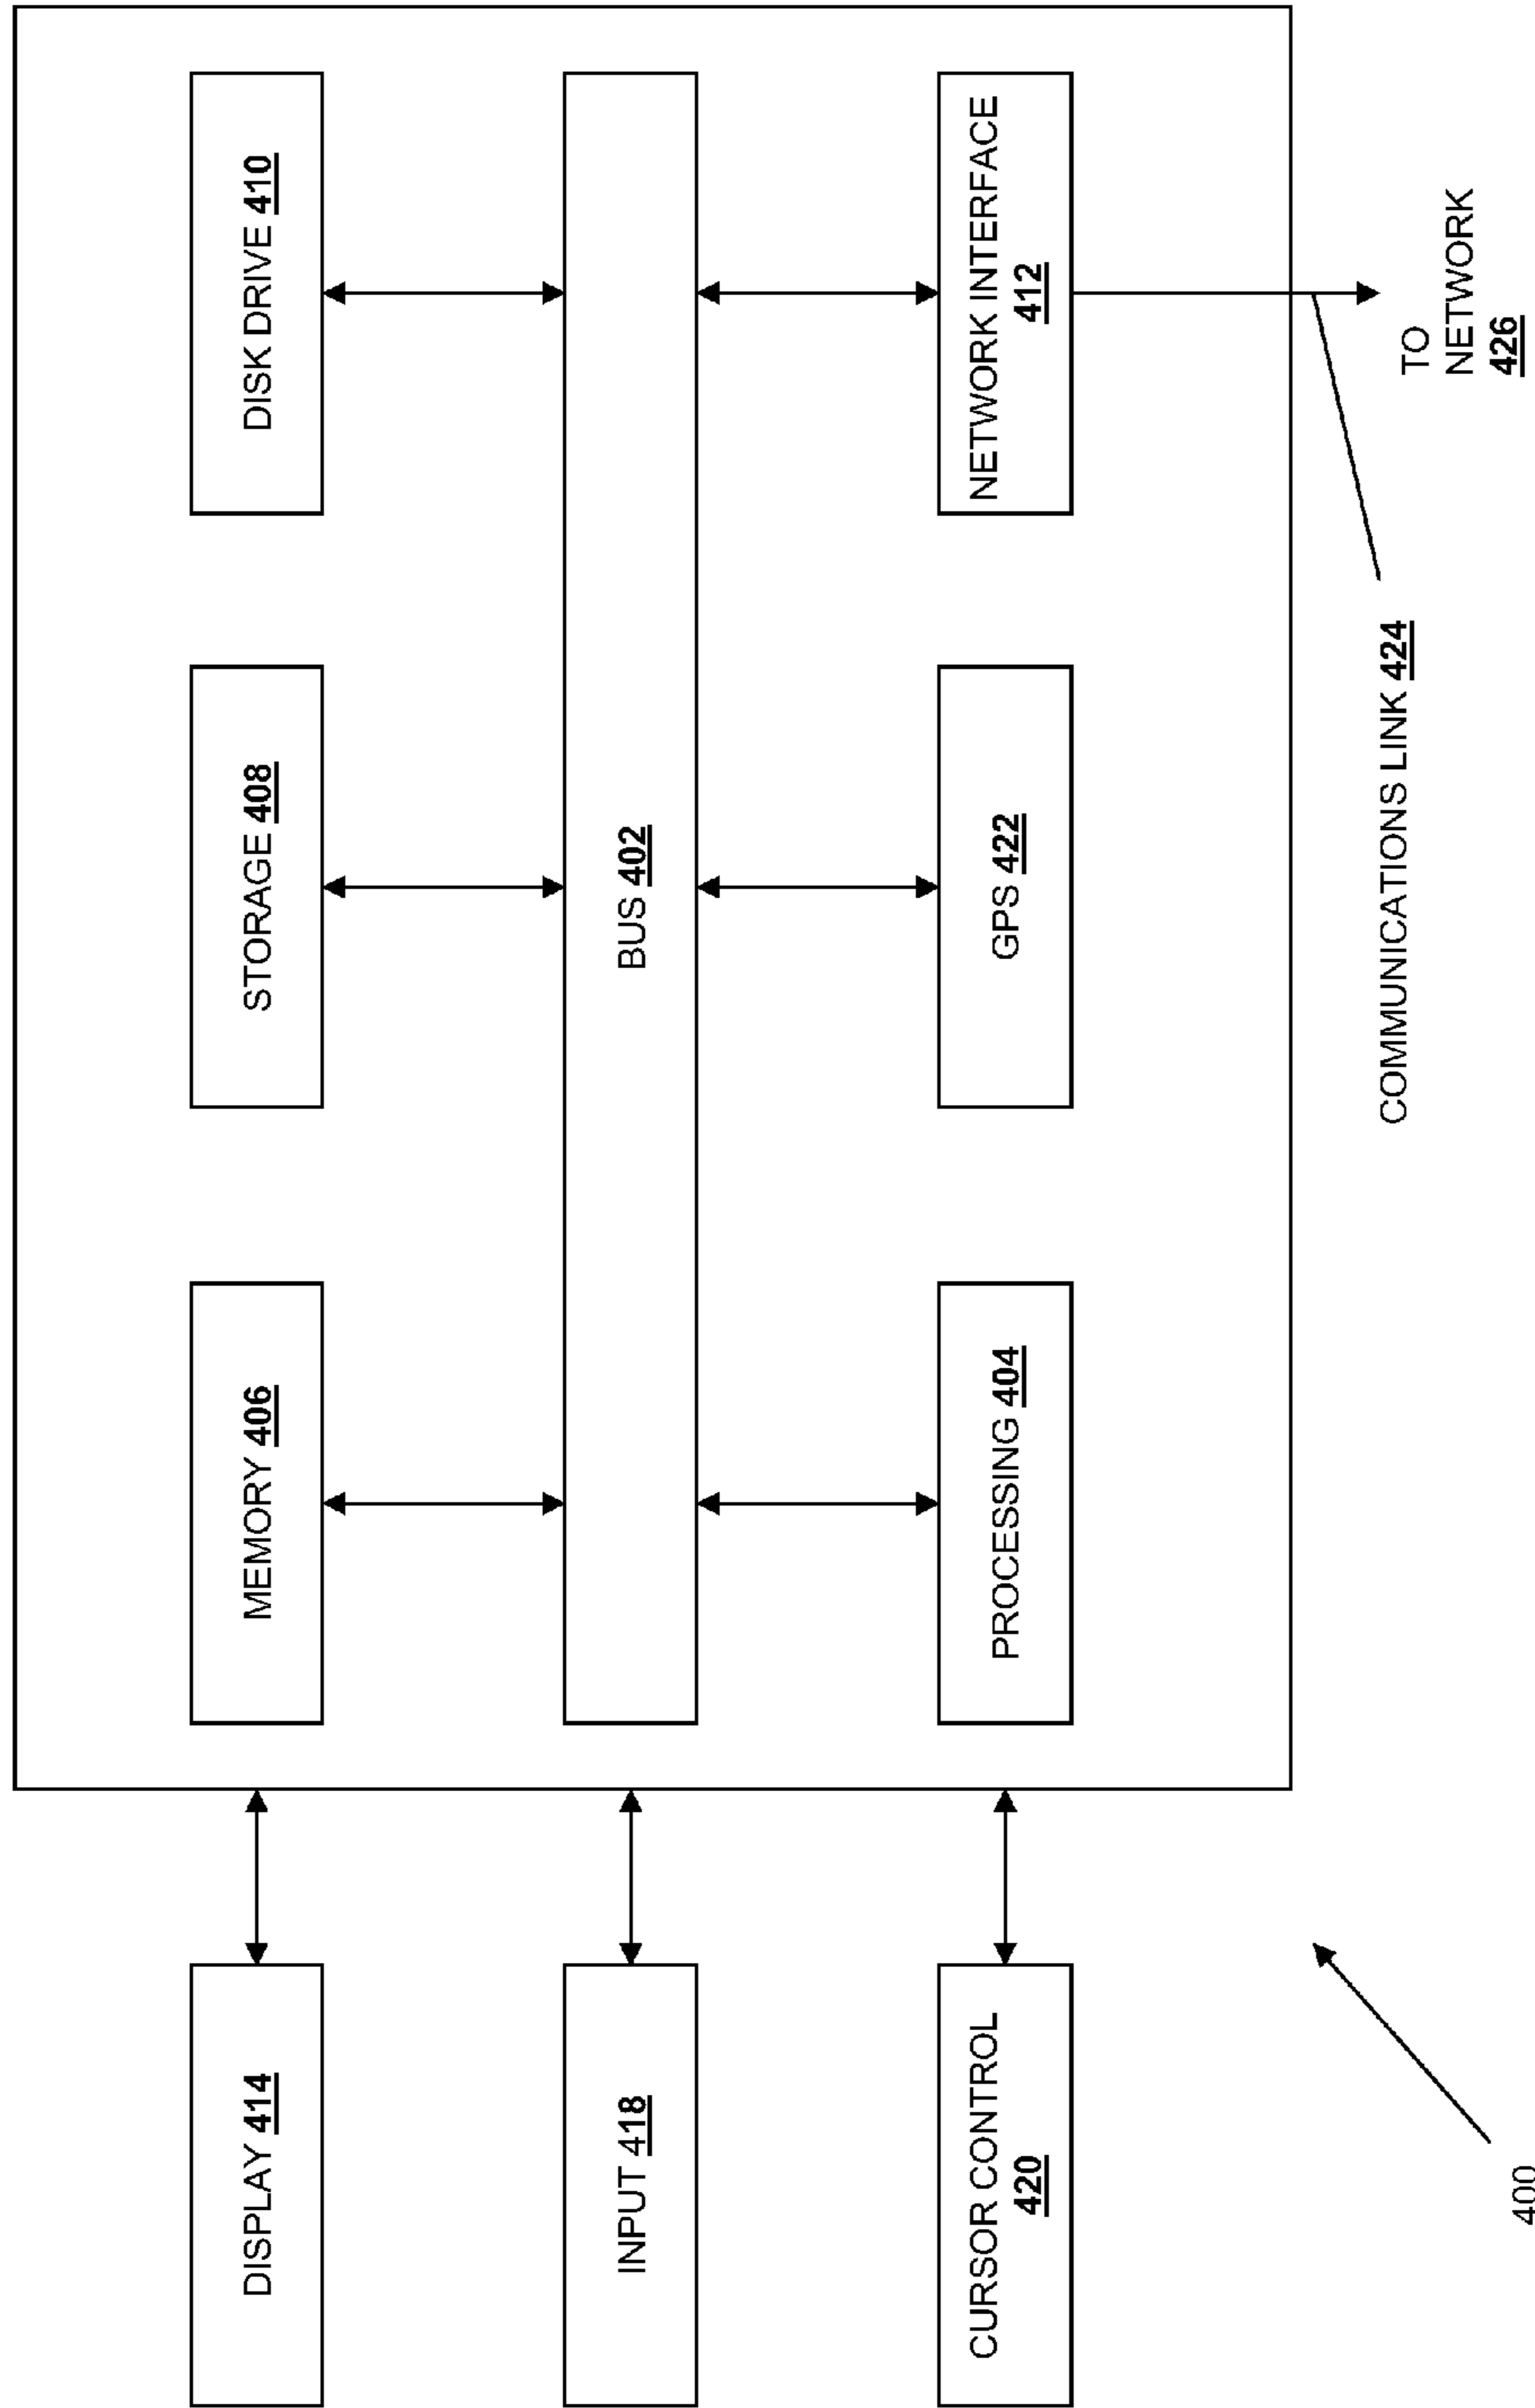 DISPLAY 414
MEMORY 406
STORAGE 408
DISK DRIVE 410
INPUT 418
BUS 402
CURSOR CONTROL
420
PROCESSING 404
GPS 422
NETWORK INTERFACE
412
COMMUNICATIONS LINK 424
TO
NETWORK
426
400